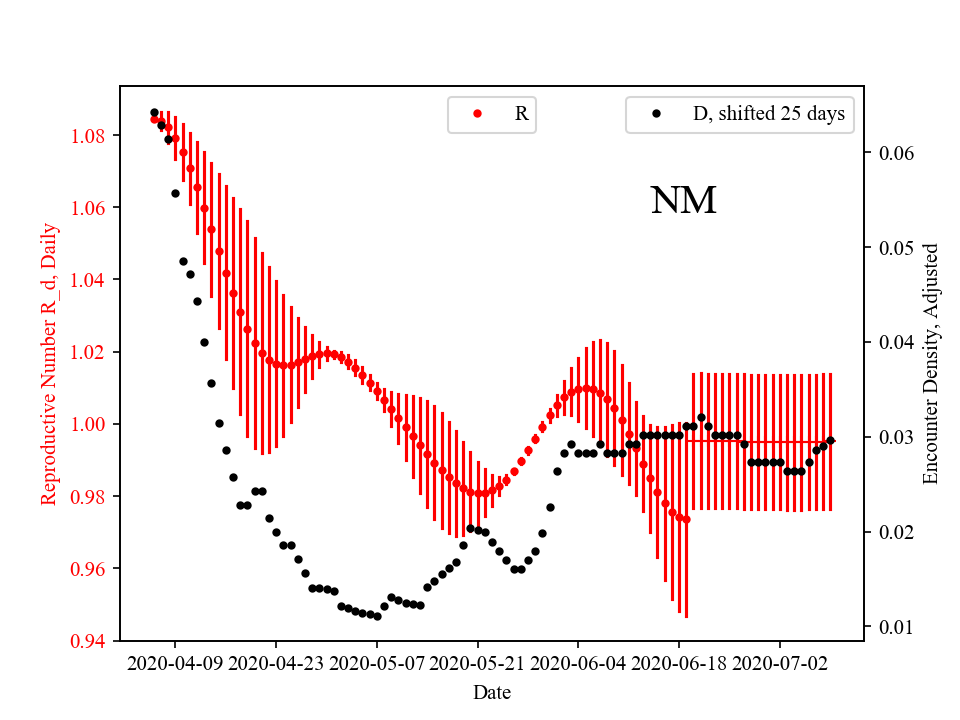 R
D, shifted 25 days
NM
Reproductive Number R_d, Daily
1.08
1.06
1.04
1.02
1.00
0.98
0.96
0.94
0.06
0.05
0.04
0.03
0.02
0.01
Encounter Density, Adjusted
2020-04-09 2020-04-23 2020-05-07 2020-05-21 2020-06-04 2020-06-18 2020-07-02
Date